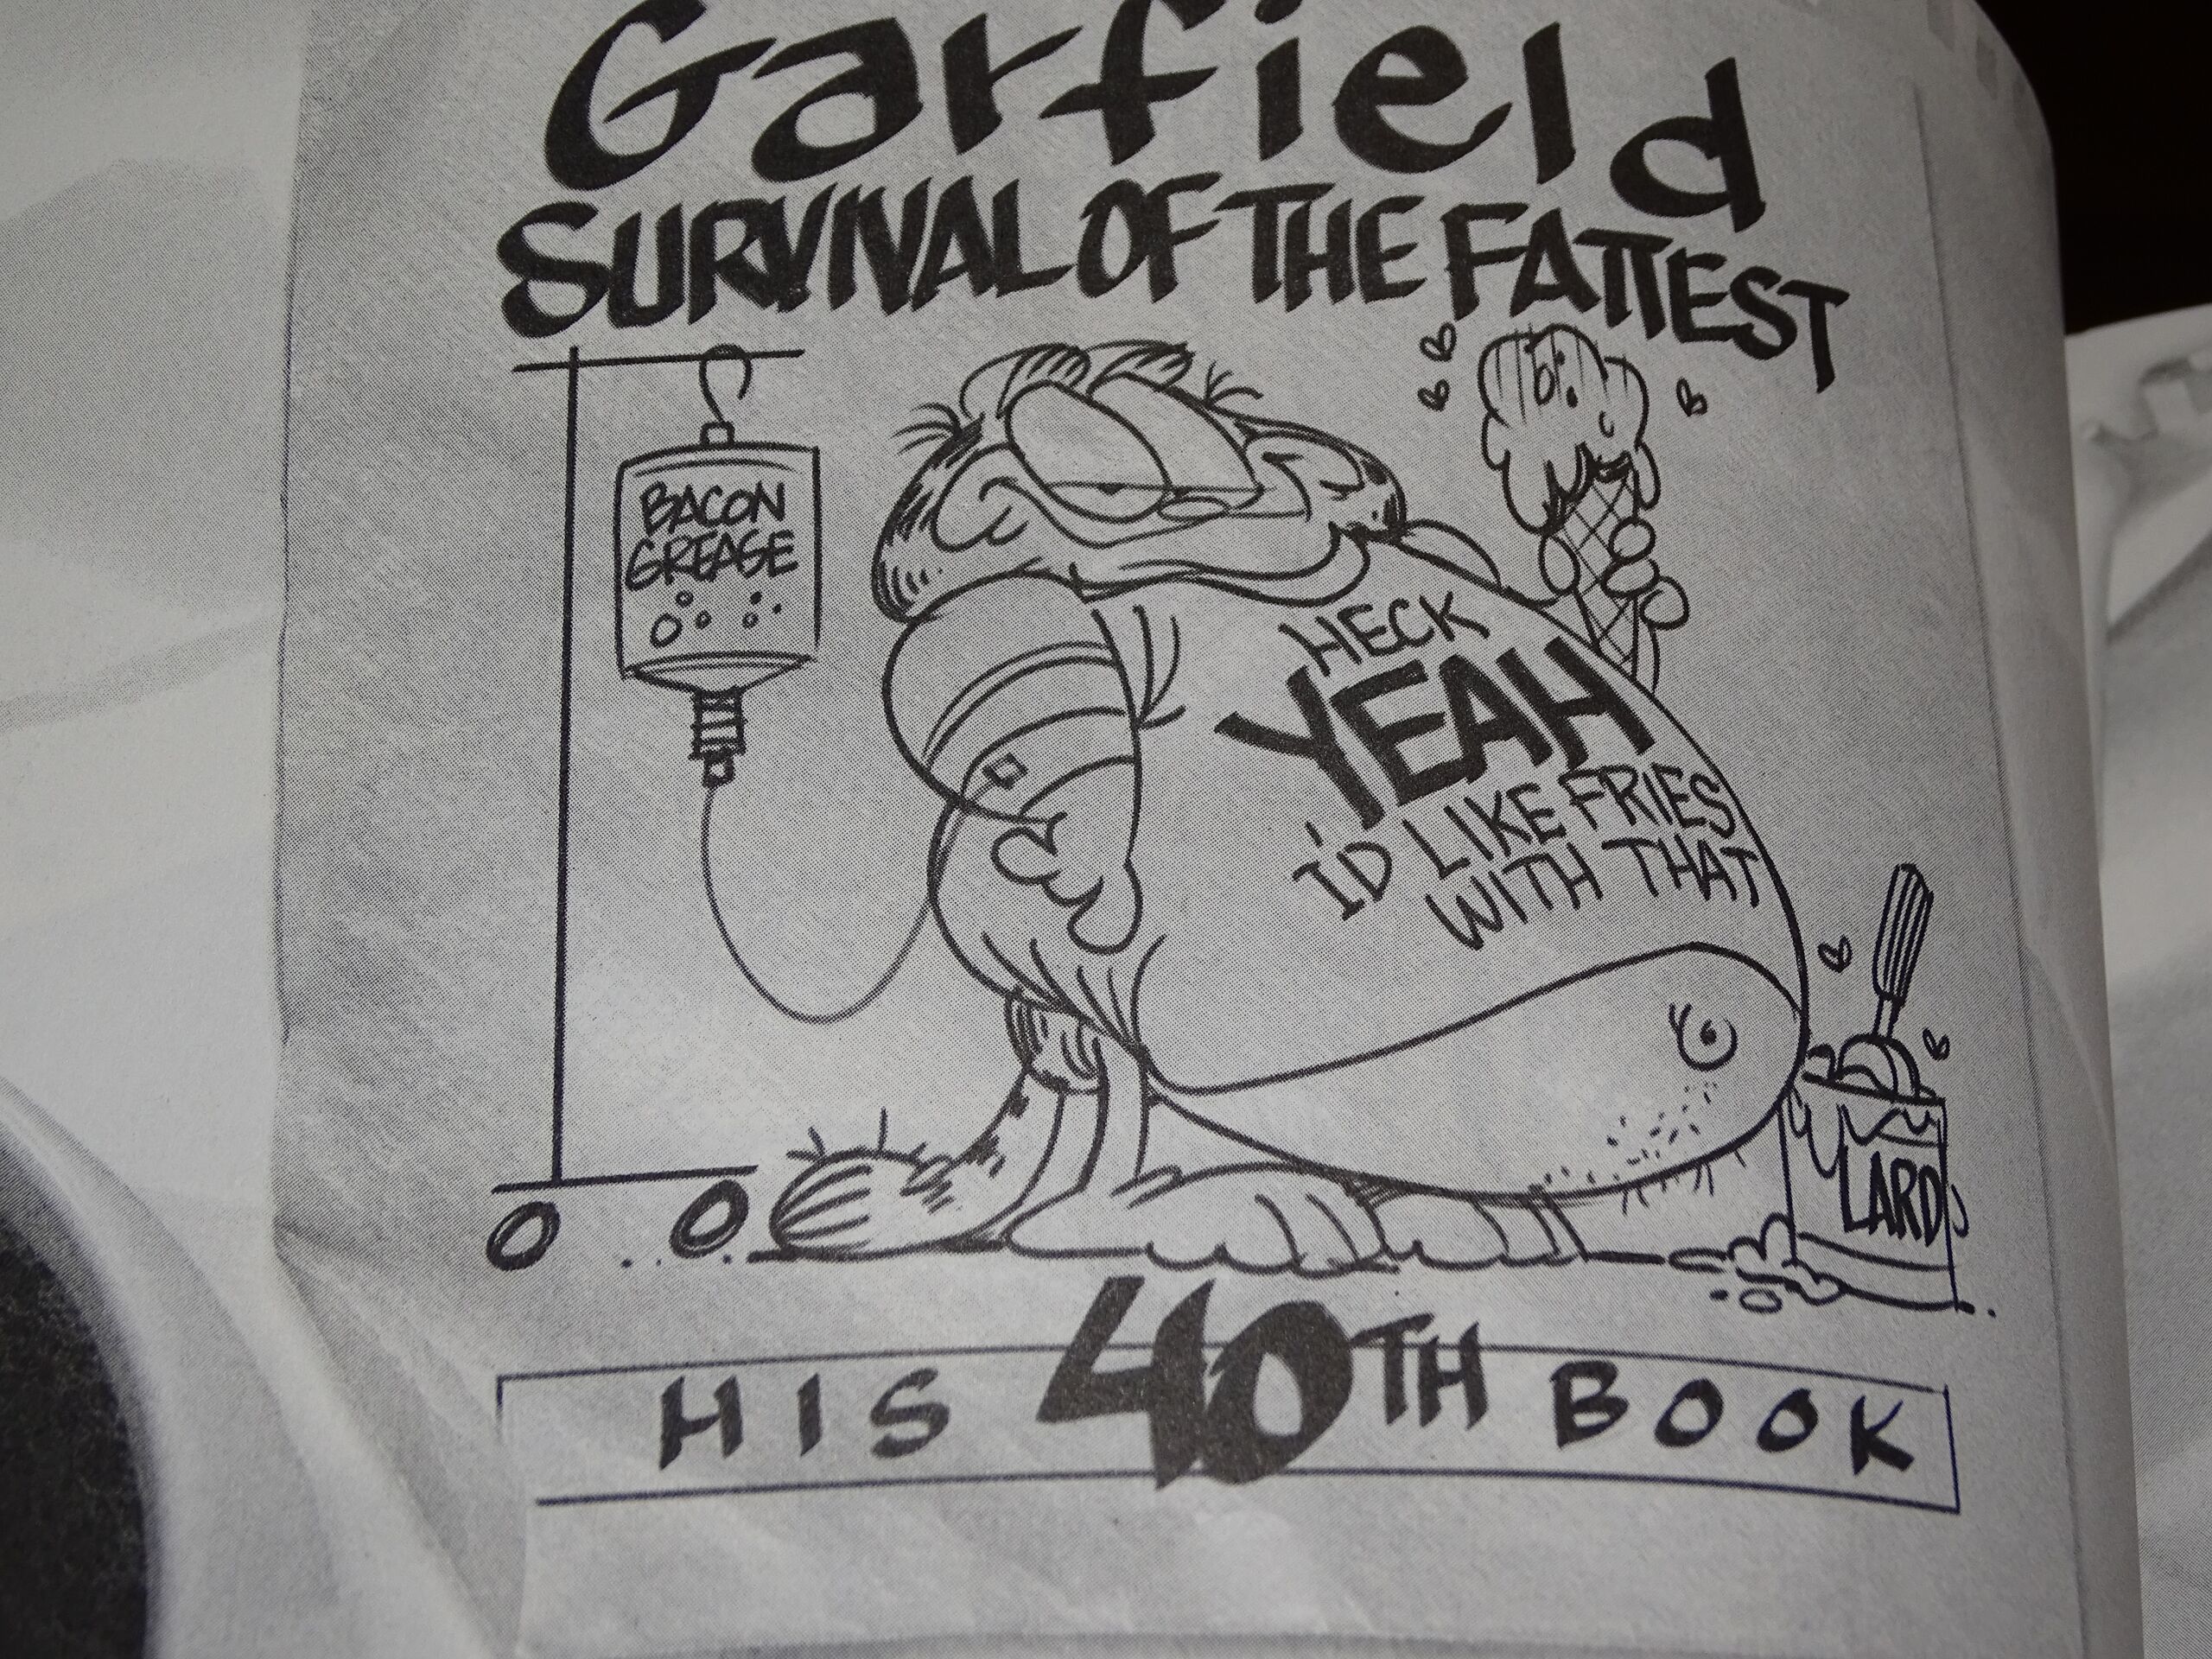 Garfield
SURVIVAL OF THE FATTEST
BACON
GREASE
HECK
YEAH
I'D LIKE FRIES
WITH THAT
LARD
HIS 40TH BOOK